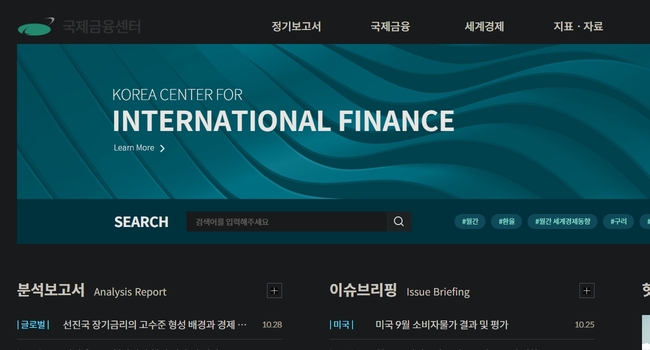 국제금융센터
정기보고서 국제금융 세계경제 지표 · 자료
KOREA CENTER FOR
INTERNATIONAL FINANCE
Learn More
SEARCH 검색어를 입력해주세요 #월간 #환율 #월간 세계경제동향 #구리
분석보고서 Analysis Report 이슈브리핑 Issue Briefing
|글로벌| 선진국 장기금리의 고수준 형성 배경과 경제 ··· 10.28 |미국| 미국 9월 소비자물가 결과 및 평가 10.25